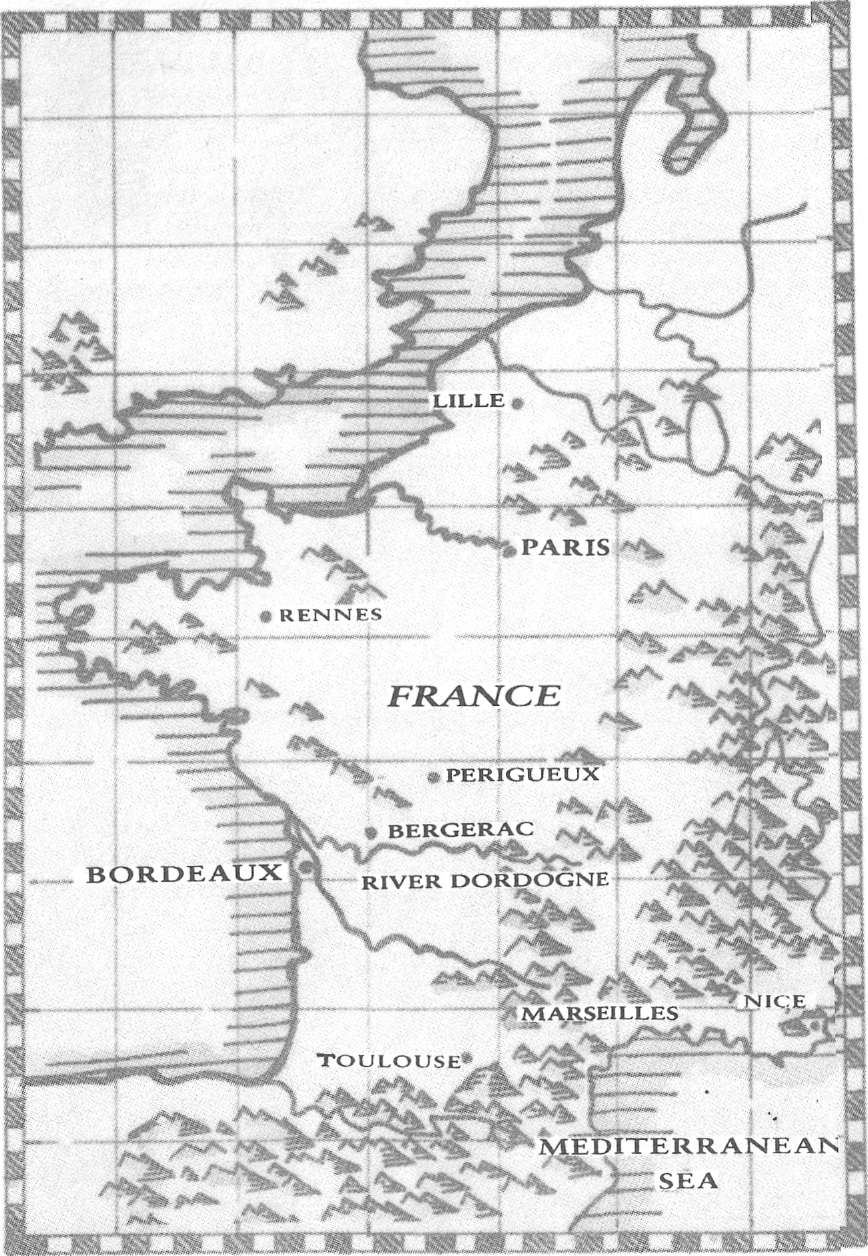 LILLE
PARIS
RENNES
FRANCE
PERIGUEUX
BERGERAC
BORDEAUX
RIVER DORDOGNE
NICE
MARSEILLES
TOULOUSE
MEDITERRANEAN
SEA